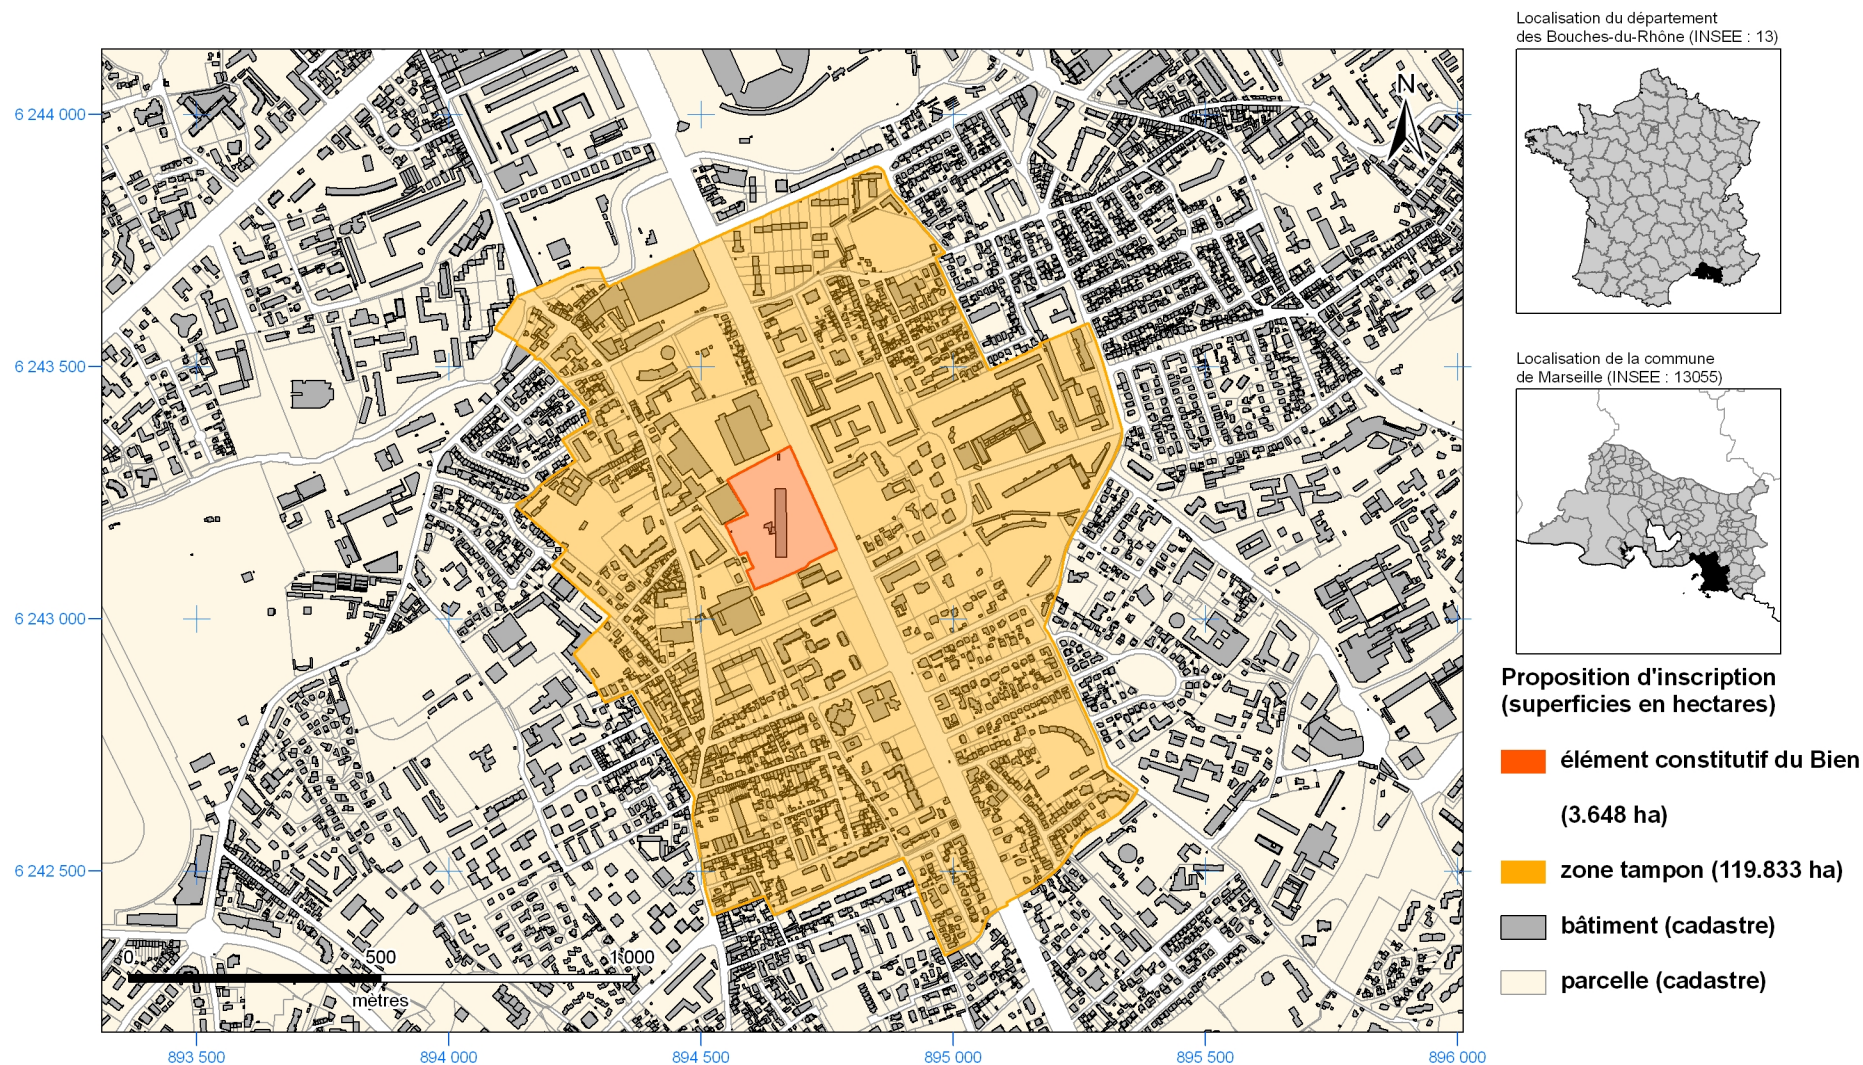 Localisation du département
des Bouches-du-Rhône (INSEE : 13)
N
6 244 000
6 243 500
6 243 000
6 242 500
Localisation de la commune
de Marseille (INSEE : 13055)
Proposition d'inscription
(superficies en hectares)
élément constitutif du Bien
(3.648 ha)
zone tampon (119.833 ha)
bâtiment (cadastre)
parcelle (cadastre)
0 500 1 000
mètres
893 500 894 000 894 500 895 000 895 500 896 000